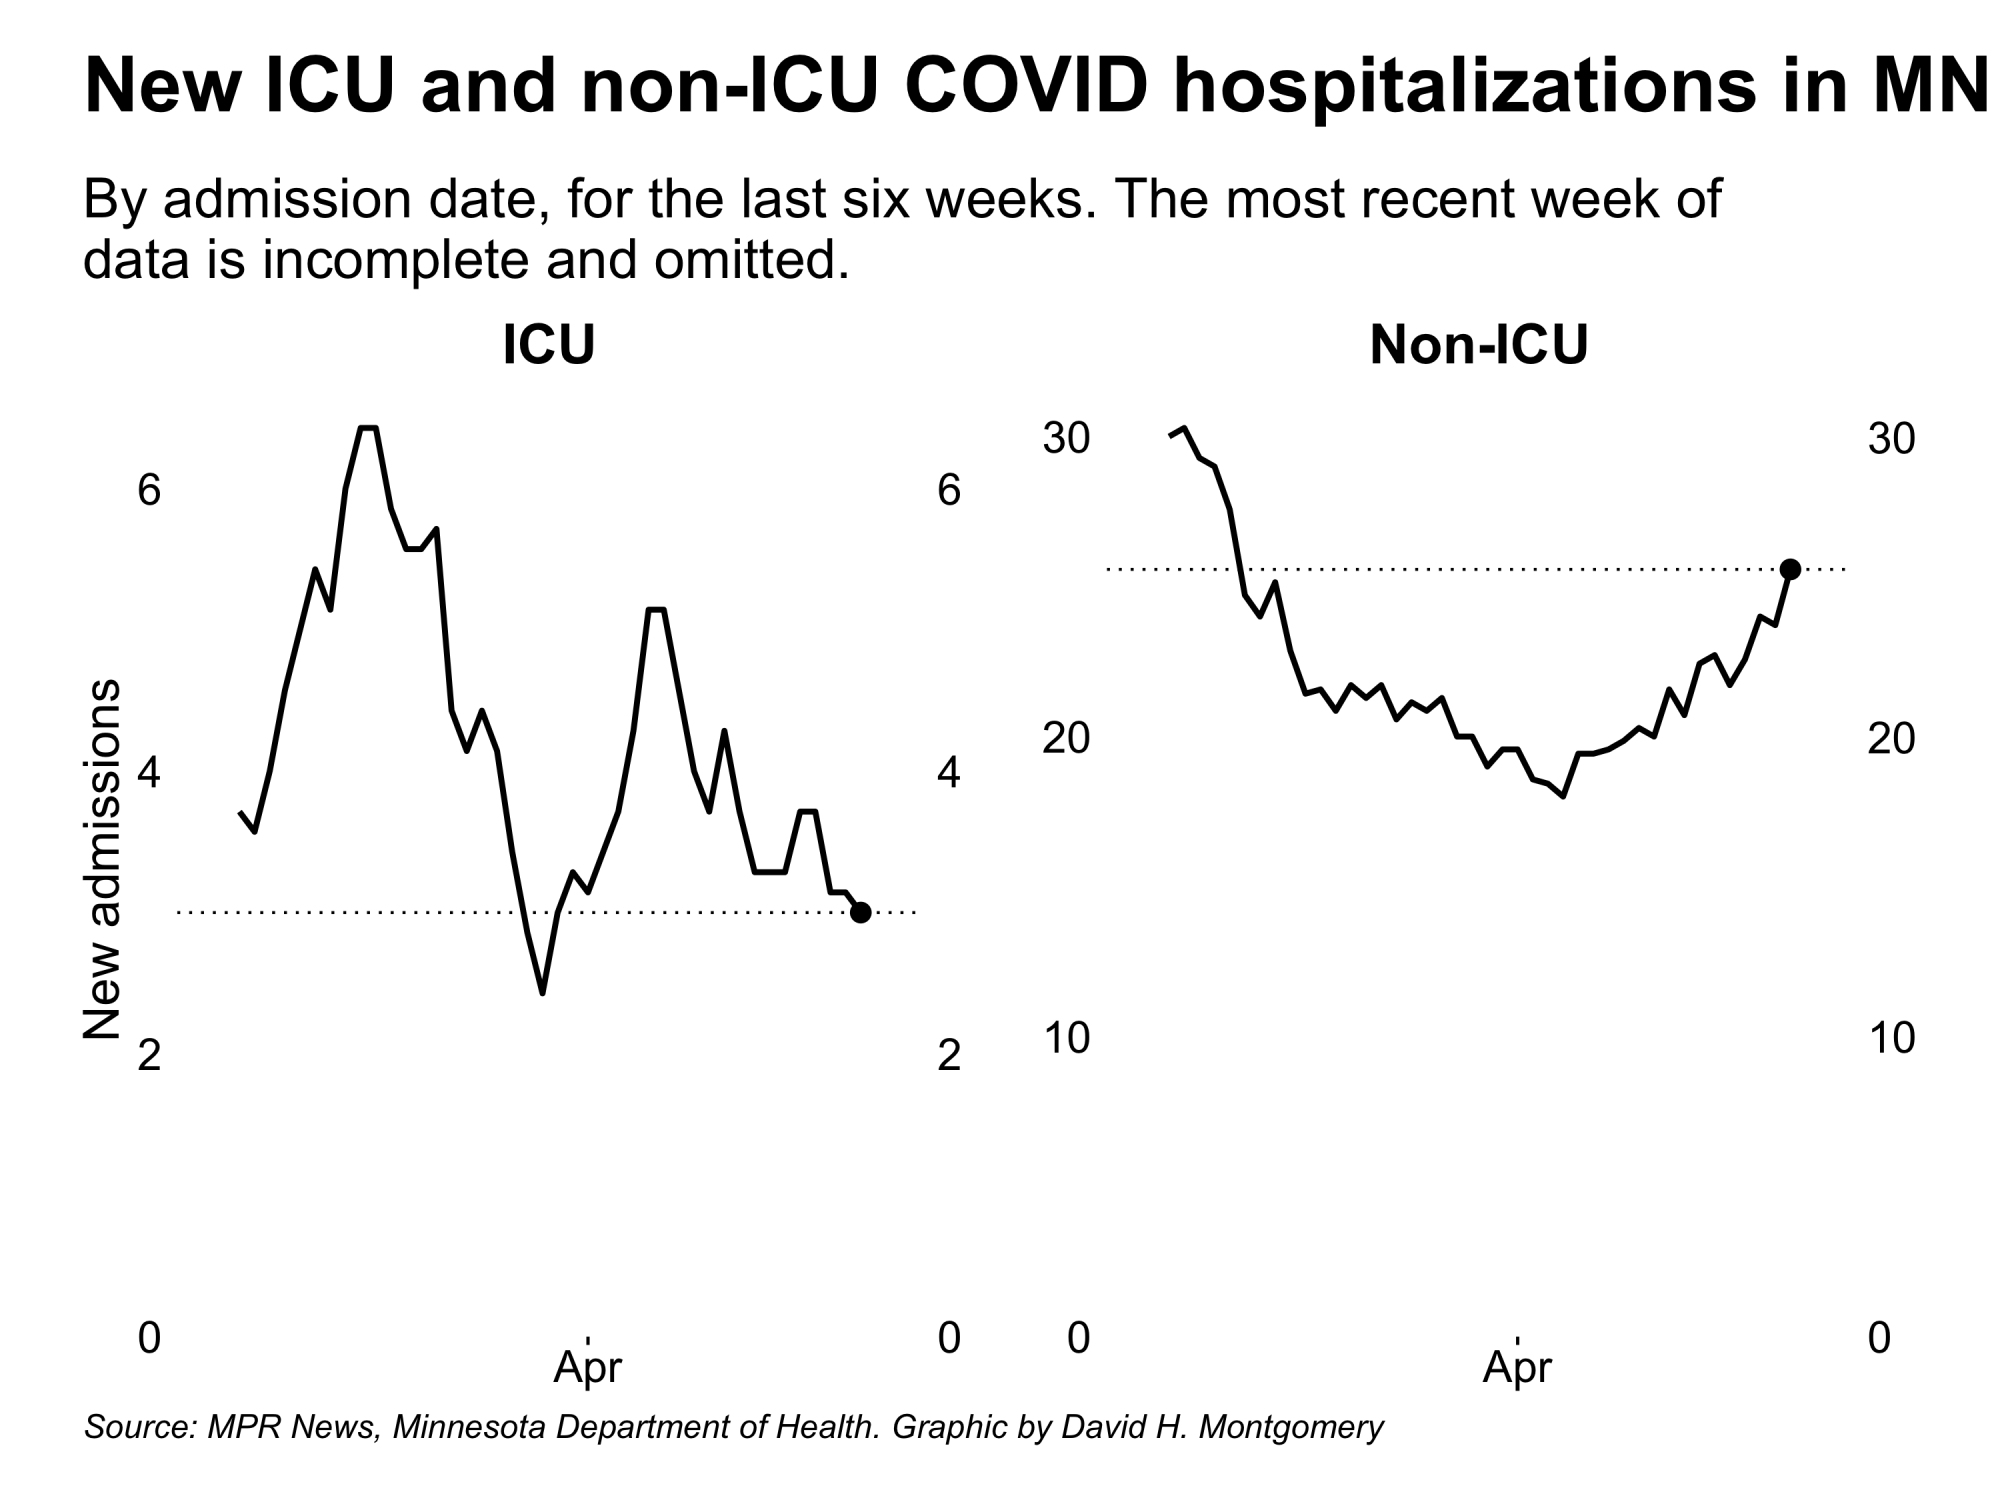 New ICU and non-ICU COVID hospitalizations in MN
By admission date, for the last six weeks. The most recent week of
data is incomplete and omitted.
ICU
Non-ICU
New admissions
6
4
2
0
6
4
2
0
Apr
30
20
10
0
30
20
10
0
Apr
Source: MPR News, Minnesota Department of Health. Graphic by David H. Montgomery